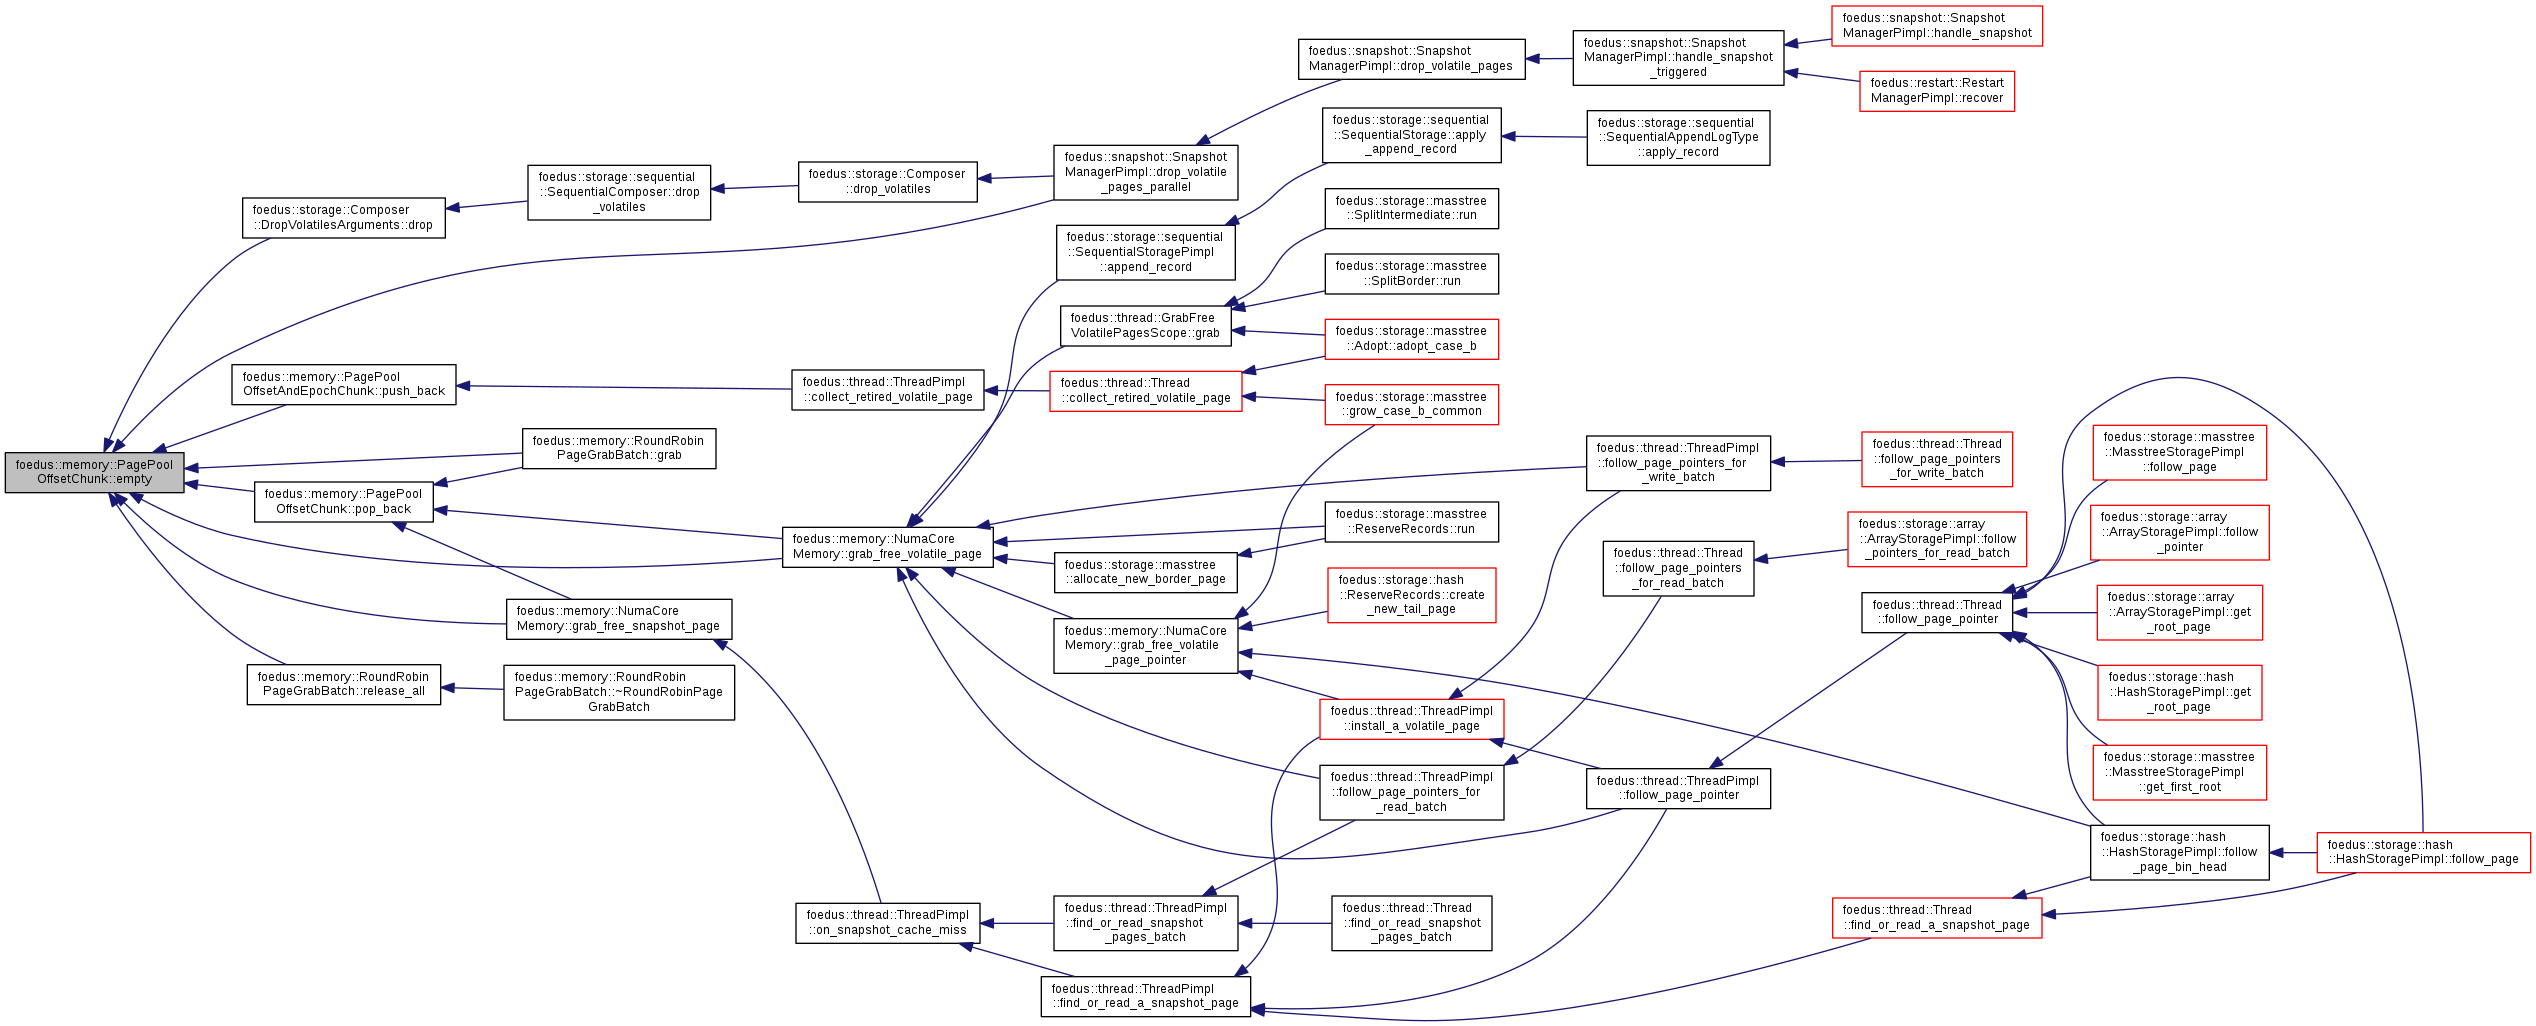 foedus::memory::PagePool
OffsetChunk::empty
foedus::storage::Composer
::DropVolatilesArguments::drop
foedus::memory::PagePool
OffsetAndEpochChunk::push_back
foedus::memory::PagePool
OffsetChunk::pop_back
foedus::memory::RoundRobin
PageGrabBatch::release_all
foedus::storage::sequential
::SequentialComposer::drop
_volatiles
foedus::memory::RoundRobin
PageGrabBatch::grab
foedus::memory::NumaCore
Memory::grab_free_snapshot_page
foedus::memory::RoundRobin
PageGrabBatch::~RoundRobinPage
GrabBatch
foedus::storage::Composer
::drop_volatiles
foedus::thread::ThreadPimpl
::collect_retired_volatile_page
foedus::memory::NumaCore
Memory::grab_free_volatile_page
foedus::thread::ThreadPimpl
::on_snapshot_cache_miss
foedus::snapshot::Snapshot
ManagerPimpl::drop_volatile
_pages_parallel
foedus::storage::sequential
::SequentialStoragePimpl
::append_record
foedus::thread::GrabFree
VolatilePagesScope::grab
foedus::thread::Thread
::collect_retired_volatile_page
foedus::storage::masstree
::allocate_new_border_page
foedus::memory::NumaCore
Memory::grab_free_volatile
_page_pointer
foedus::thread::ThreadPimpl
::find_or_read_snapshot
_pages_batch
foedus::thread::ThreadPimpl
::find_or_read_a_snapshot_page
foedus::snapshot::Snapshot
ManagerPimpl::drop_volatile_pages
foedus::storage::sequential
::SequentialStorage::apply
_append_record
foedus::storage::masstree
::SplitIntermediate::run
foedus::storage::masstree
::SplitBorder::run
foedus::storage::masstree
::Adopt::adopt_case_b
foedus::storage::masstree
::grow_case_b_common
foedus::storage::masstree
::ReserveRecords::run
foedus::storage::hash
::ReserveRecords::create
_new_tail_page
foedus::thread::ThreadPimpl
::install_a_volatile_page
foedus::thread::ThreadPimpl
::follow_page_pointers_for
_read_batch
foedus::thread::Thread
::find_or_read_snapshot
_pages_batch
foedus::snapshot::Snapshot
ManagerPimpl::handle_snapshot
_triggered
foedus::storage::sequential
::SequentialAppendLogType
::apply_record
foedus::thread::ThreadPimpl
::follow_page_pointers_for
_write_batch
foedus::thread::Thread
::follow_page_pointers
_for_read_batch
foedus::thread::ThreadPimpl
::follow_page_pointer
foedus::snapshot::Snapshot
ManagerPimpl::handle_snapshot
foedus::restart::Restart
ManagerPimpl::recover
foedus::thread::Thread
::follow_page_pointers
_for_write_batch
foedus::storage::array
::ArrayStoragePimpl::follow
_pointers_for_read_batch
foedus::thread::Thread
::follow_page_pointer
foedus::thread::Thread
::find_or_read_a_snapshot_page
foedus::storage::masstree
::MasstreeStoragePimpl
::follow_page
foedus::storage::array
::ArrayStoragePimpl::follow
_pointer
foedus::storage::array
::ArrayStoragePimpl::get
_root_page
foedus::storage::hash
::HashStoragePimpl::get
_root_page
foedus::storage::masstree
::MasstreeStoragePimpl
::get_first_root
foedus::storage::hash
::HashStoragePimpl::follow
_page_bin_head
foedus::storage::hash
::HashStoragePimpl::follow_page